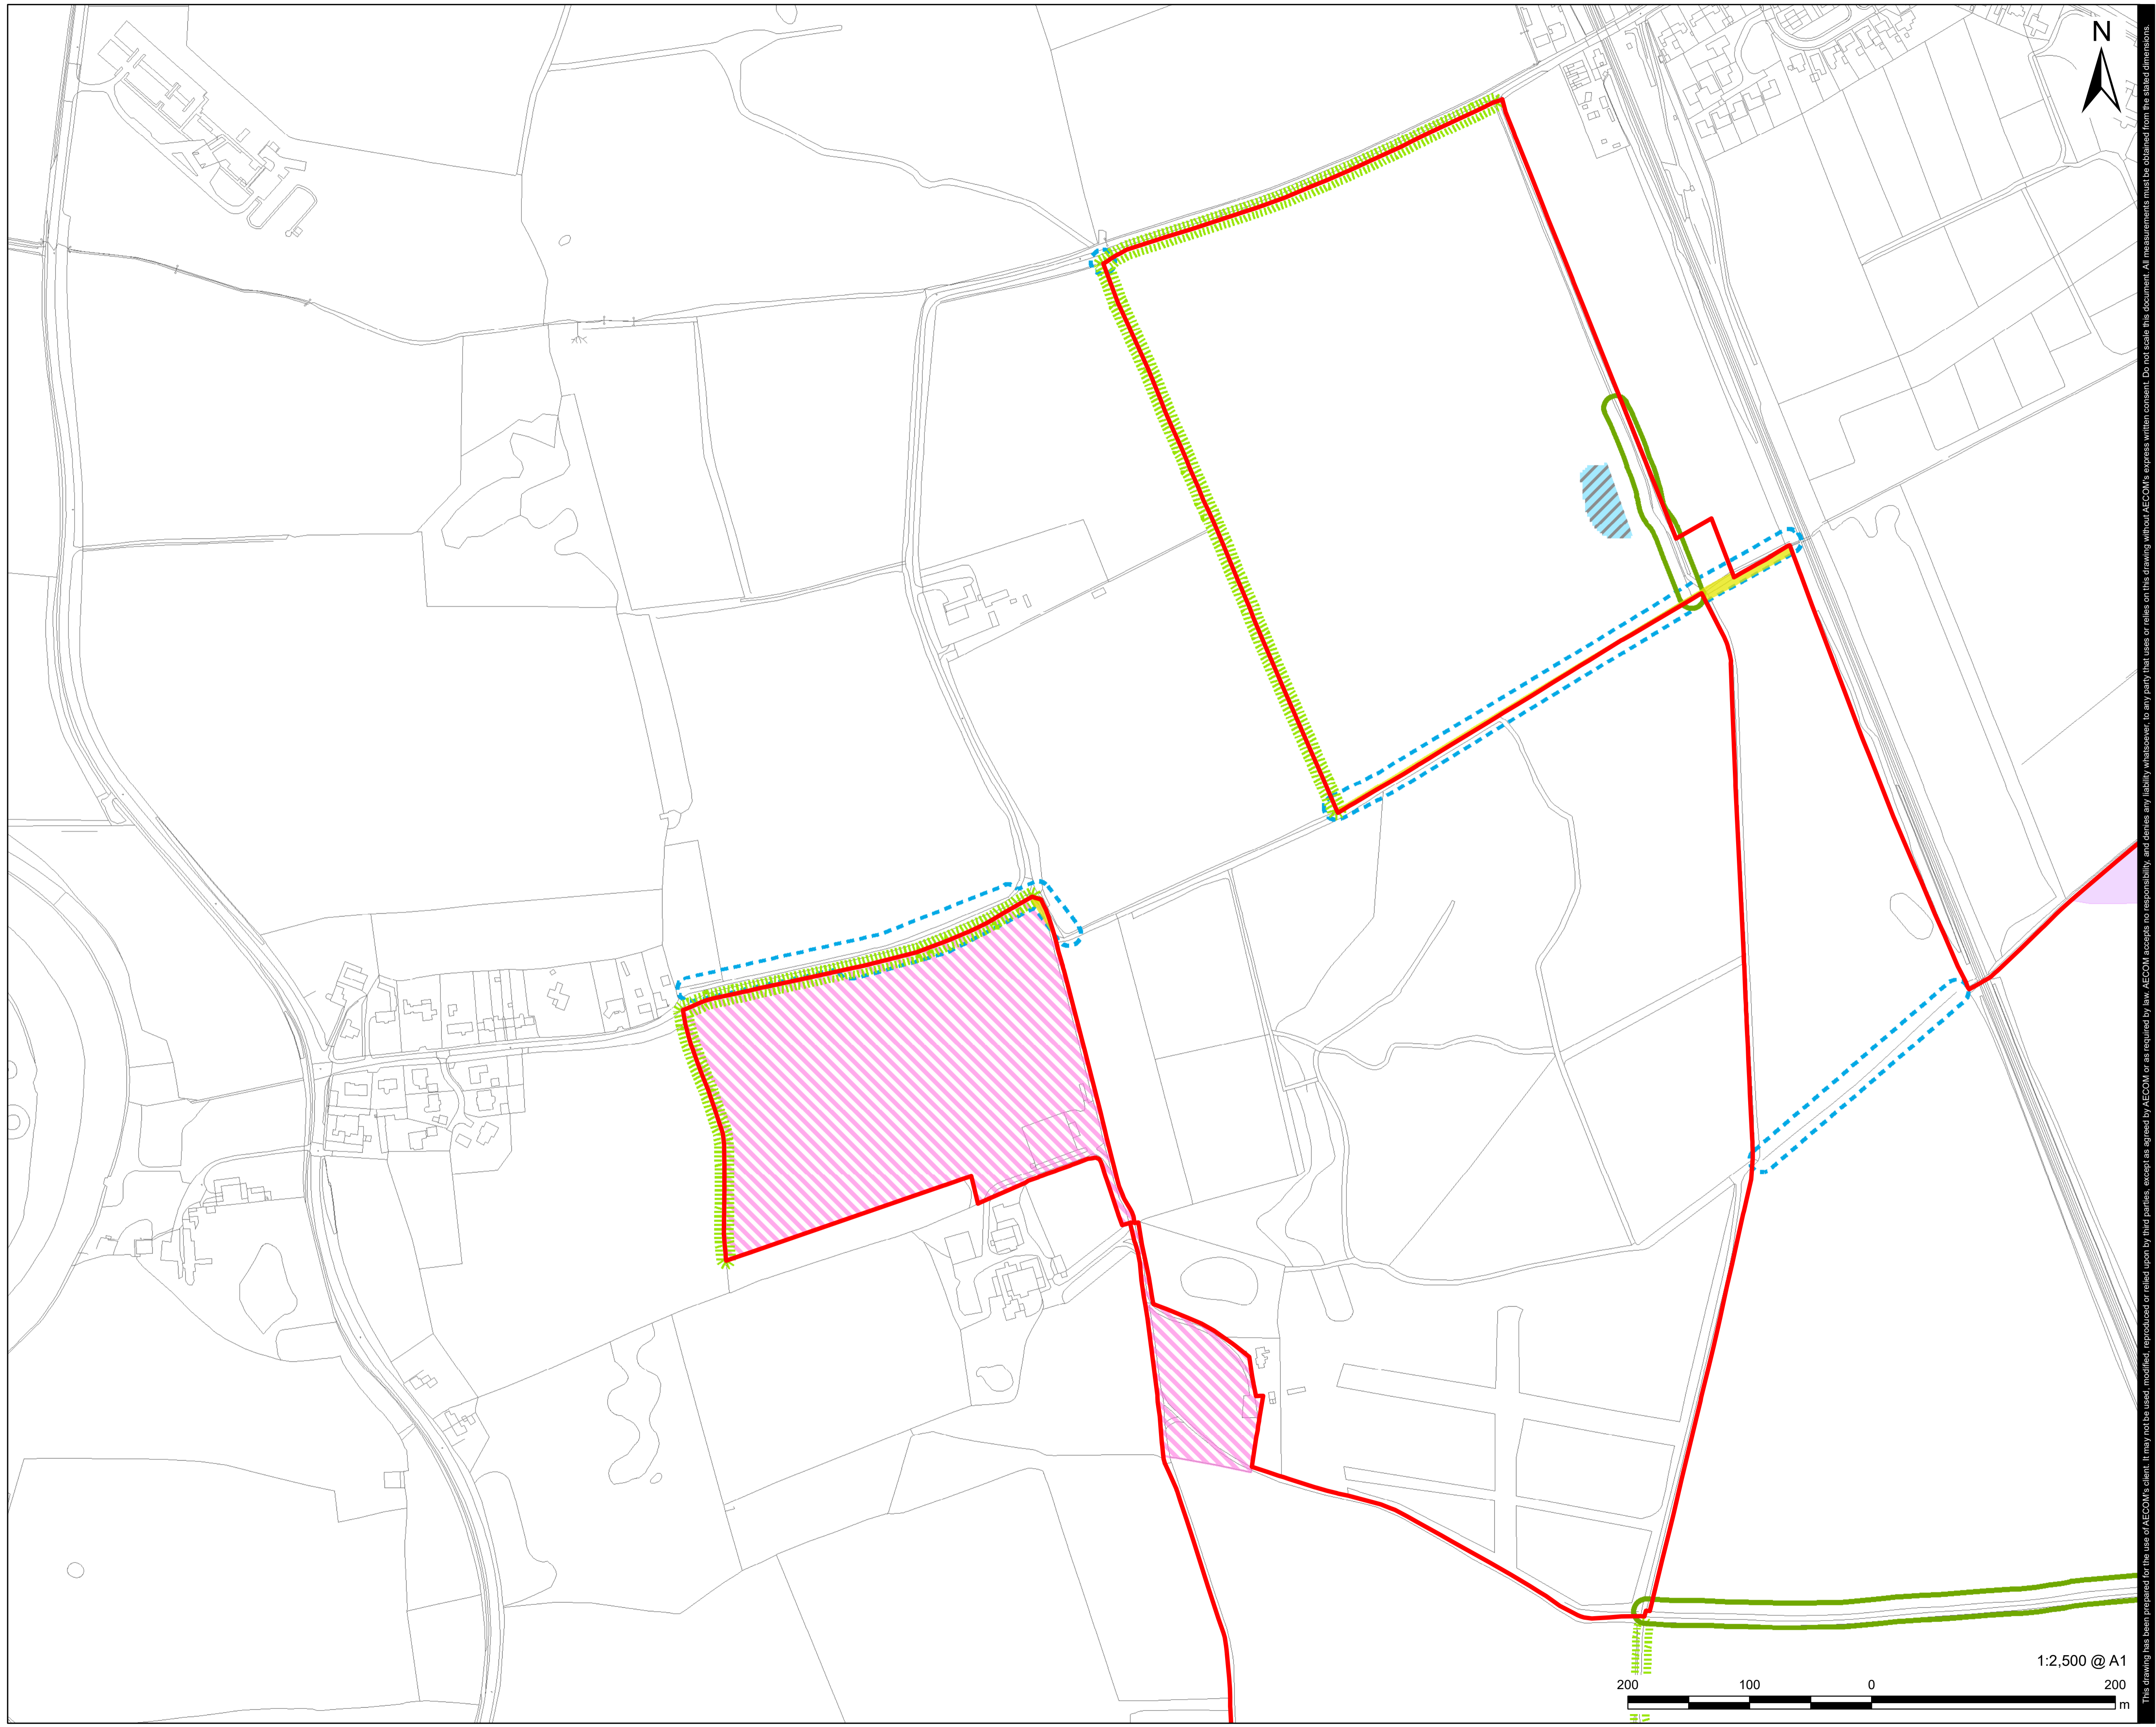 N
This drawing has been prepared for the use of AECOM's client. It may not be used, modified, reproduced or relied upon by third parties, except as agreed by AECOM or as required by law. AECOM accepts no responsibility, and denies any liability whatsoever, to any party that uses or relies on this drawing without AECOM's express written consent. Do not scale this document. All measurements must be obtained from the stated dimensions.
1:2,500 @ A1
200 100 0 200
m